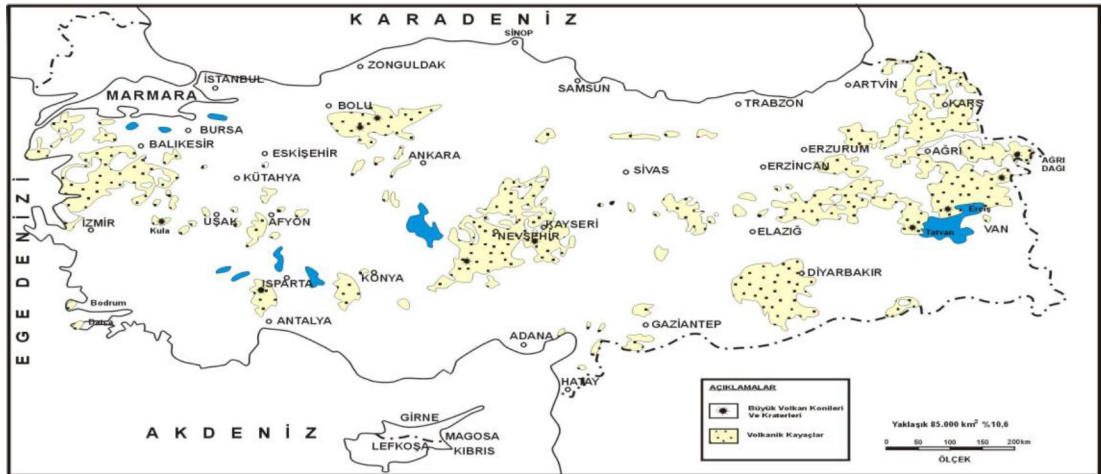 KARADENİZ
SİNOP
ZONGULDAK
İSTANBUL
SAMSUN
ARTVİN
MARMARA
BOLU
TRABZON
KARS
BURSA
BALIKESİR
ESKİŞEHİR
ANKARA
ERZURUM
AĞRI
AĞRI
DAĞI
KÜTAHYA
SİVAS
ERZİNCAN
EGE DENİZİ
İZMİR
Kula
UŞAK
AFYON
NEVŞEHİR
KAYSERİ
ELAZIĞ
Erciş
Tatvan
VAN
ISPARTA
KONYA
DİYARBAKIR
Bodrum
Datça
ANTALYA
ADANA
GAZİANTEP
HATAY
AKDENİZ
GİRNE
LEFKOŞA
MAGOSA
KIBRIS
AÇIKLAMALAR
Büyük Volkan Konileri
Ve Kraterleri
Volkanik Kayaçlar
Yaklaşık 85.000 km² %10,6
0 50 100 200km
ÖLÇEK